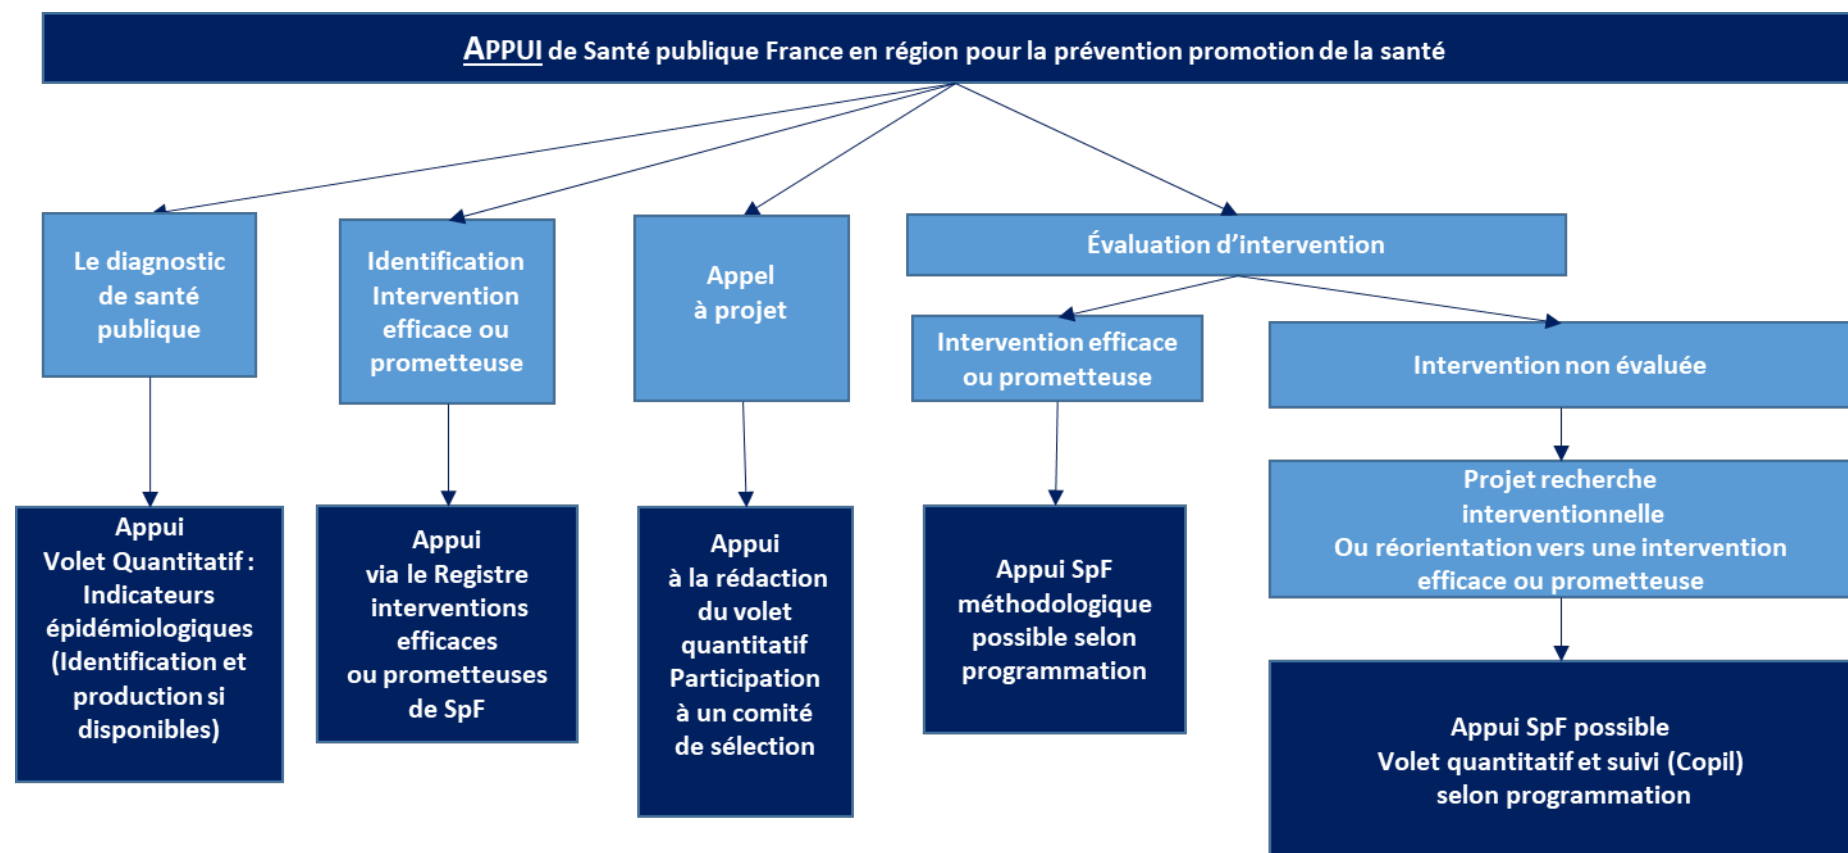 APPUI de Santé publique France en région pour la prévention promotion de la santé
Le diagnostic
de santé
publique
Identification
Intervention
efficace ou
prometteuse
Appel
à projet
Évaluation d’intervention
Intervention efficace
ou prometteuse
Intervention non évaluée
Projet recherche
interventionnelle
Ou réorientation vers une intervention
efficace ou prometteuse
Appui
Volet Quantitatif :
Indicateurs
épidémiologiques
(Identification et
production si
disponibles)
Appui
via le Registre
interventions
efficaces
ou prometteuses
de SpF
Appui
à la rédaction
du volet
quantitatif
Participation
à un comité
de sélection
Appui SpF
méthodologique
possible selon
programmation
Appui SpF possible
Volet quantitatif et suivi (Copil)
selon programmation